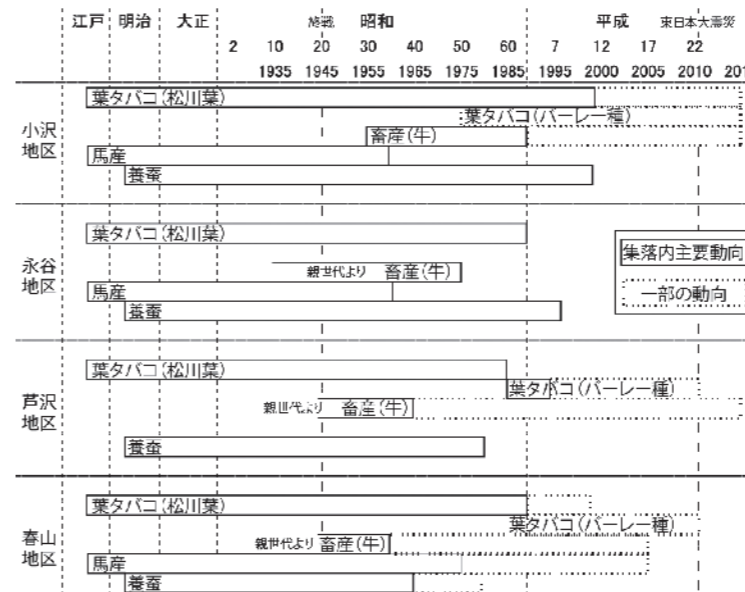 江戸 明治 大正 終戦 昭和 平成 東日本大震災
2 10 20 30 40 50 60 7 12 17 22
1935 1945 1955 1965 1975 1985 1995 2000 2005 2010 201
小沢地区
葉タバコ(松川葉)
葉タバコ(バーレー種)
畜産(牛)
馬産
養蚕
永谷地区
葉タバコ(松川葉)
親世代より 畜産(牛)
馬産
養蚕
集落内主要動向
一部の動向
芦沢地区
葉タバコ(松川葉)
葉タバコ(バーレー種)
親世代より 畜産(牛)
養蚕
春山地区
葉タバコ(松川葉)
葉タバコ(バーレー種)
親世代より 畜産(牛)
馬産
養蚕